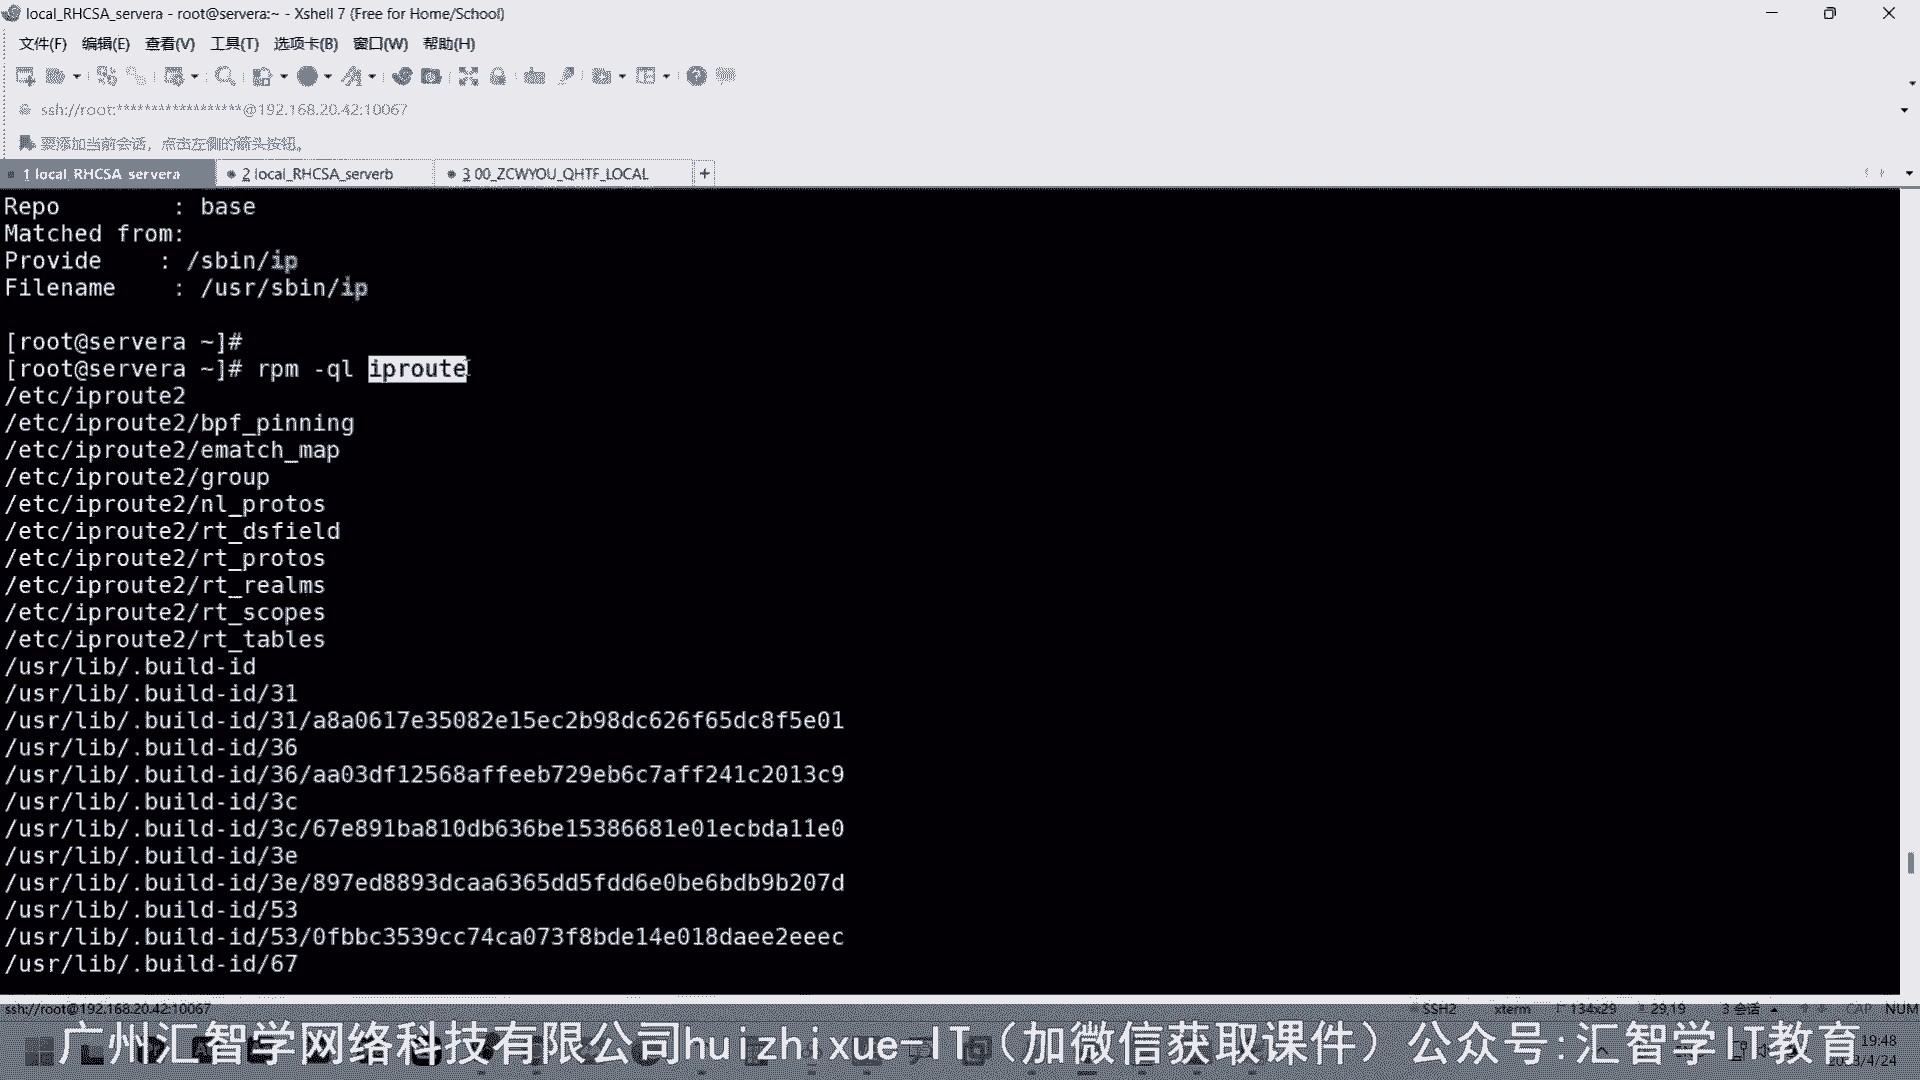 local_RHCSA_servera - root@servera:~ - Xshell 7 (Free for Home/School)
文件(F) 编辑(E) 查看(V) 工具(T) 选项卡(B) 窗口(W) 帮助(H)
ssh://root:******************@192.168.20.42:10067
要添加当前会话，点击左侧的箭头按钮。
1 local_RHCSA_servera 2 local_RHCSA_serverb 3 00_ZCWYOU_QHTF_LOCAL +
Repo : base
Matched from:
Provide : /sbin/ip
Filename : /usr/sbin/ip
[root@servera ~]#
[root@servera ~]# rpm -ql iproute
/etc/iproute2
/etc/iproute2/bpf_pinning
/etc/iproute2/ematch_map
/etc/iproute2/group
/etc/iproute2/nl_protos
/etc/iproute2/rt_dsfield
/etc/iproute2/rt_protos
/etc/iproute2/rt_realms
/etc/iproute2/rt_scopes
/etc/iproute2/rt_tables
/usr/lib/.build-id
/usr/lib/.build-id/31
/usr/lib/.build-id/31/a8a0617e35082e15ec2b98dc626f65dc8f5e01
/usr/lib/.build-id/36
/usr/lib/.build-id/36/aa03df12568affeeb729eb6c7aff241c2013c9
/usr/lib/.build-id/3c
/usr/lib/.build-id/3c/67e891ba810db636be15386681e01ecbda11e0
/usr/lib/.build-id/3e
/usr/lib/.build-id/3e/897ed8893dcaa6365dd5fdd6e0be6bdb9b207d
/usr/lib/.build-id/53
/usr/lib/.build-id/53/0fbbc3539cc74ca073f8bde14e018daee2eeec
/usr/lib/.build-id/67
ssh://root@192.168.20.42:10067 SSH2 xterm 134x29 29,19 3 会话 CAP NUM
广州汇智学网络科技有限公司huizhixue-IT（加微信获取课件）公众号:汇智学IT教育
19:48